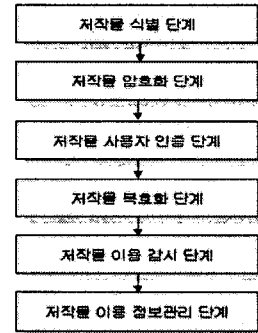 저작물 식별 단계
저작물 암호화 단계
저작물 사용자 인증 단계
저작물 복호화 단계
저작물 이용 감시 단계
저작물 이용 정보관리 단계